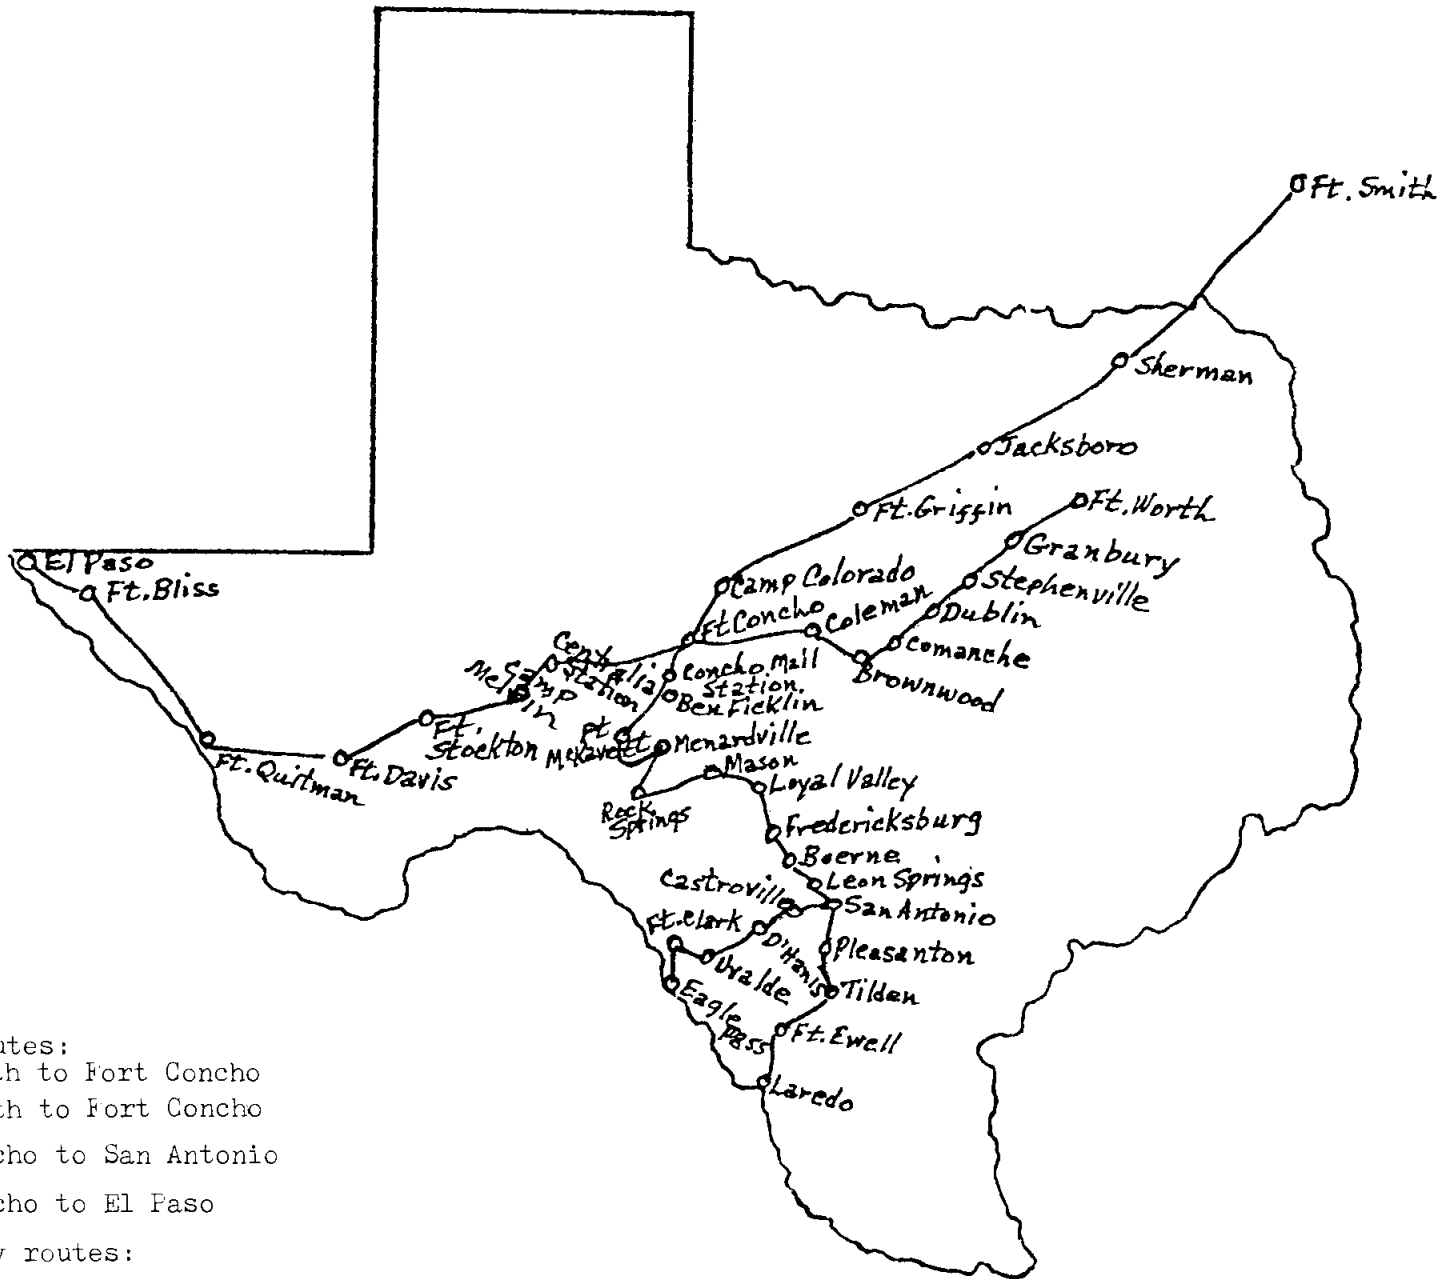 Ft. Smith
Sherman
Jacksboro
Ft. Griffin
Ft. Worth
Granbury
Stephenville
Dublin
Comanche
Brownwood
Coleman
Camp Colorado
Ft Concho
El Paso
Ft. Bliss
Ft. Quitman
Ft. Davis
Ft.
Stockton
Camp
Melvin
Centralia
Station
Concho Mail
Station.
Ben Ficklin
Ft
McKavett
Menardville
Mason
Rock
Springs
Loyal Valley
Fredericksburg
Boerne
Leon Springs
San Antonio
Castroville
D'Hanis
Uvalde
Ft. Clark
Eagle
Pass
Pleasanton
Tilden
Ft. Ewell
Laredo
utes:
th to Fort Concho
th to Fort Concho
cho to San Antonio
cho to El Paso
routes: